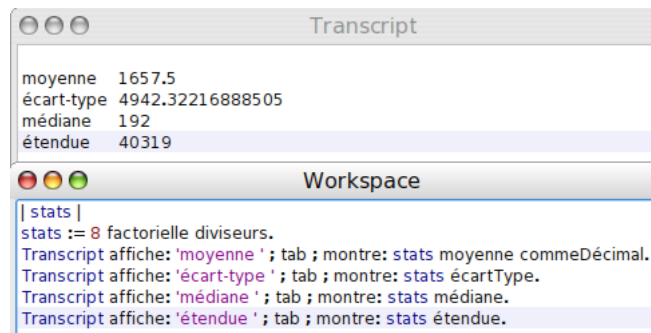 Transcript
moyenne 1657.5
écart-type 4942.32216888505
médiane 192
étendue 40319
Workspace
| stats |
stats := 8 factorielle diviseurs.
Transcript affiche: 'moyenne ' ; tab ; montre: stats moyenne commeDécimal.
Transcript affiche: 'écart-type ' ; tab ; montre: stats écartType.
Transcript affiche: 'médiane ' ; tab ; montre: stats médiane.
Transcript affiche: 'étendue ' ; tab ; montre: stats étendue.